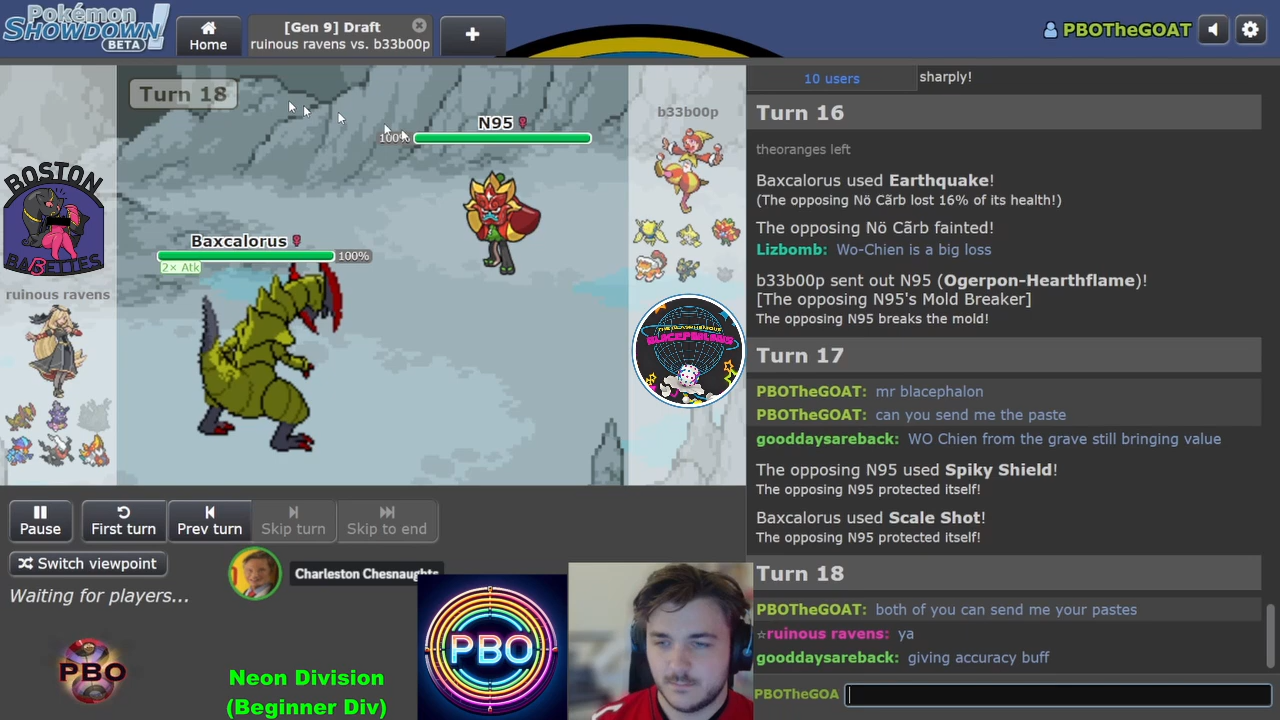 Pokémon
SHOWDOWN!
BETA
Home
[Gen 9] Draft
ruinous ravens vs. b33b00p
PBOTheGOAT
Turn 18
N95
100%
Baxcalorus
100%
2× Atk
BOSTON
BABETTES
ruinous ravens
b33b00p
BLACEPHALONS
10 users
sharply!
Turn 16
theoranges left
Baxcalorus used Earthquake!
(The opposing Nö Cãrb lost 16% of its health!)
The opposing Nö Cãrb fainted!
Lizbomb: Wo-Chien is a big loss
b33b00p sent out N95 (Ogerpon-Hearthflame)!
[The opposing N95's Mold Breaker]
The opposing N95 breaks the mold!
Turn 17
PBOTheGOAT: mr blacephalon
PBOTheGOAT: can you send me the paste
gooddaysareback: WO Chien from the grave still bringing value
The opposing N95 used Spiky Shield!
The opposing N95 protected itself!
Baxcalorus used Scale Shot!
The opposing N95 protected itself!
Turn 18
PBOTheGOAT: both of you can send me your pastes
☆ruinous ravens: ya
gooddaysareback: giving accuracy buff
PBOTheGOA
Pause
First turn
Prev turn
Skip turn
Skip to end
Switch viewpoint
Waiting for players...
Charleston Chesnaughts
PBO
PBO
Neon Division
(Beginner Div)